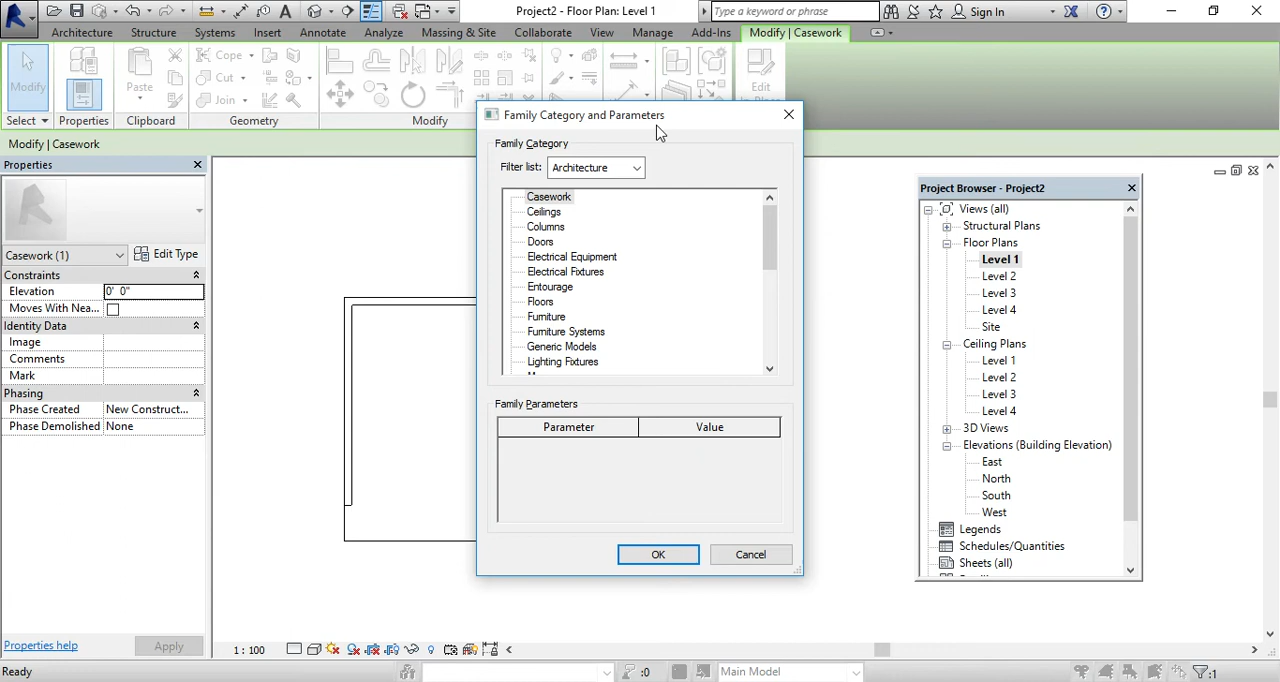 Project2 - Floor Plan: Level 1
Type a keyword or phrase
Sign In
Architecture Structure Systems Insert Annotate Analyze Massing & Site Collaborate View Manage Add-Ins Modify | Casework
Modify
Paste
Cope
Cut
Join
Edit
Select Properties Clipboard Geometry Modify
Modify | Casework
Properties
Casework (1)
Edit Type
Constraints
Elevation 0' 0"
Moves With Nea...
Identity Data
Image
Comments
Mark
Phasing
Phase Created New Construct...
Phase Demolished None
Properties help
Apply
Family Category and Parameters
Family Category
Filter list: Architecture
Casework
Ceilings
Columns
Doors
Electrical Equipment
Electrical Fixtures
Entourage
Floors
Furniture
Furniture Systems
Generic Models
Lighting Fixtures
Family Parameters
Parameter Value
OK Cancel
Project Browser - Project2
Views (all)
Structural Plans
Floor Plans
Level 1
Level 2
Level 3
Level 4
Site
Ceiling Plans
Level 1
Level 2
Level 3
Level 4
3D Views
Elevations (Building Elevation)
East
North
South
West
Legends
Schedules/Quantities
Sheets (all)
1 : 100
Ready
:0
Main Model
:1